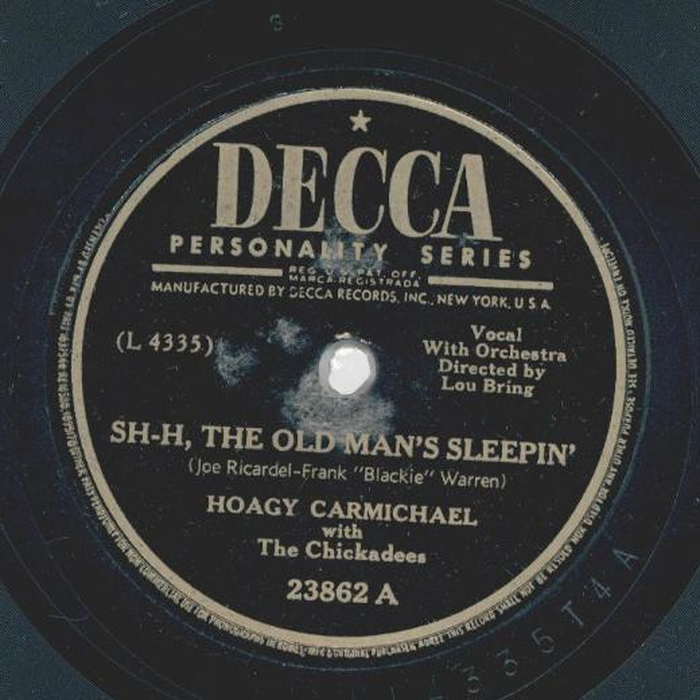 DECCA
PERSONALITY SERIES
REG. U.S. PAT. OFF.
MARCA REGISTRADA
MANUFACTURED BY DECCA RECORDS, INC., NEW YORK, U.S.A.
(L 4335)
Vocal
With Orchestra
Directed by
Lou Bring
SH-H, THE OLD MAN'S SLEEPIN'
(Joe Ricardel-Frank "Blackie" Warren)
HOAGY CARMICHAEL
with
The Chickadees
23862 A